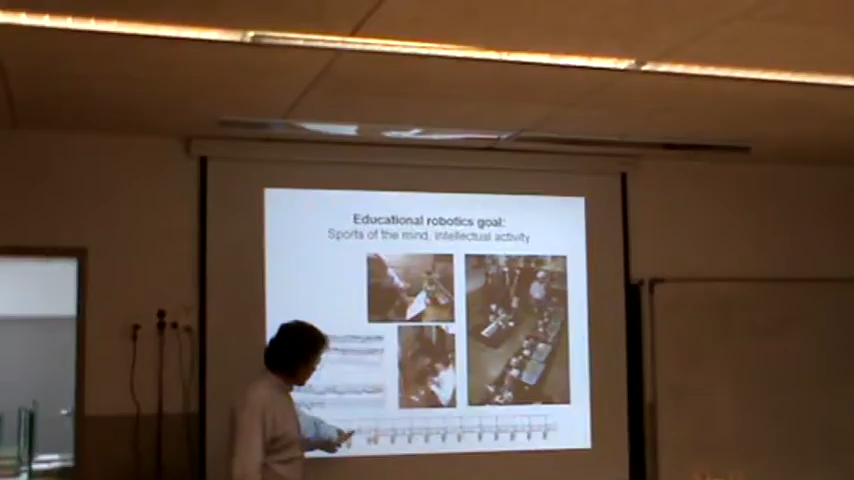 Educational robotics goal:
Sports of the mind, intellectual activity